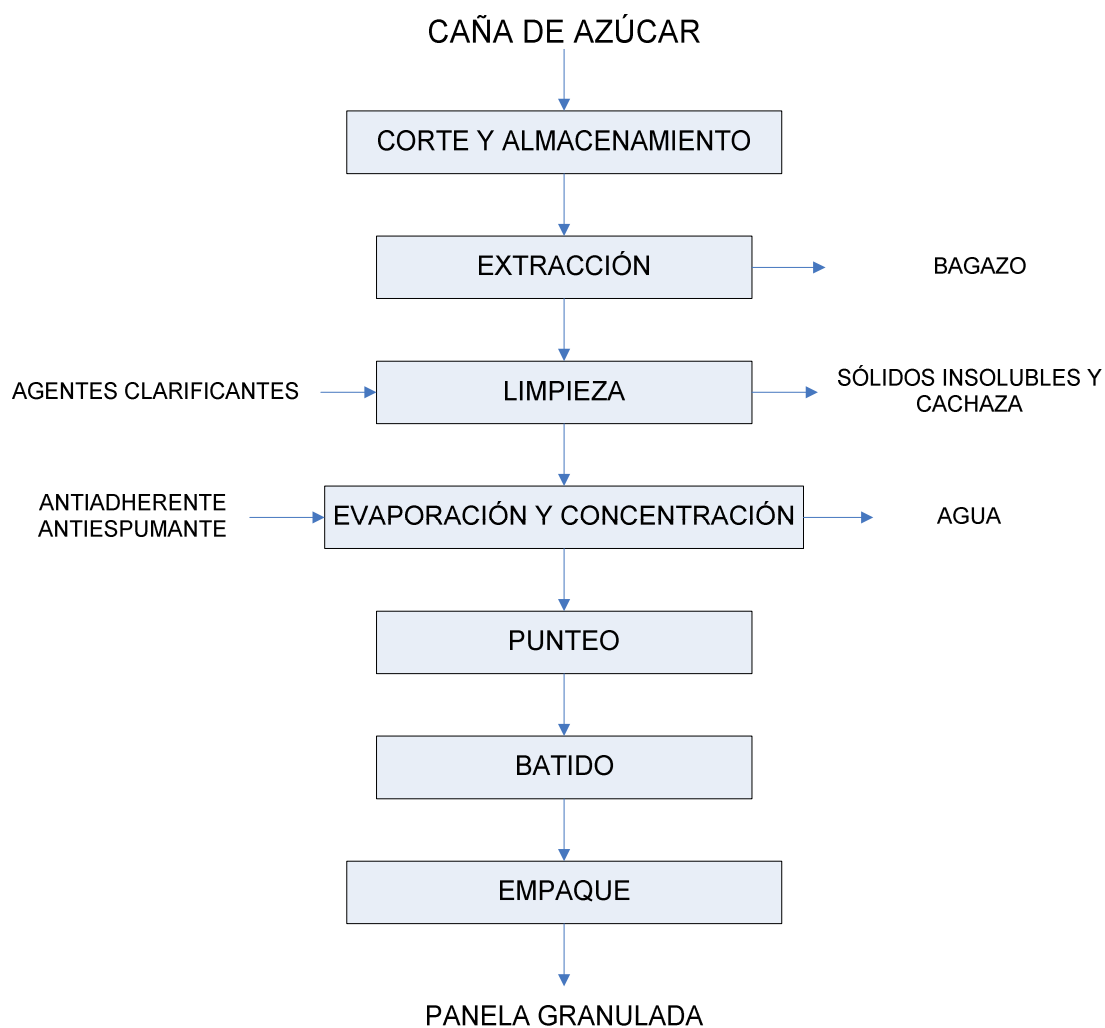 CAÑA DE AZÚCAR
CORTE Y ALMACENAMIENTO
EXTRACCIÓN
BAGAZO
AGENTES CLARIFICANTES
LIMPIEZA
SÓLIDOS INSOLUBLES Y
CACHAZA
ANTIADHERENTE
ANTIESPUMANTE
EVAPORACIÓN Y CONCENTRACIÓN
AGUA
PUNTEO
BATIDO
EMPAQUE
PANELA GRANULADA